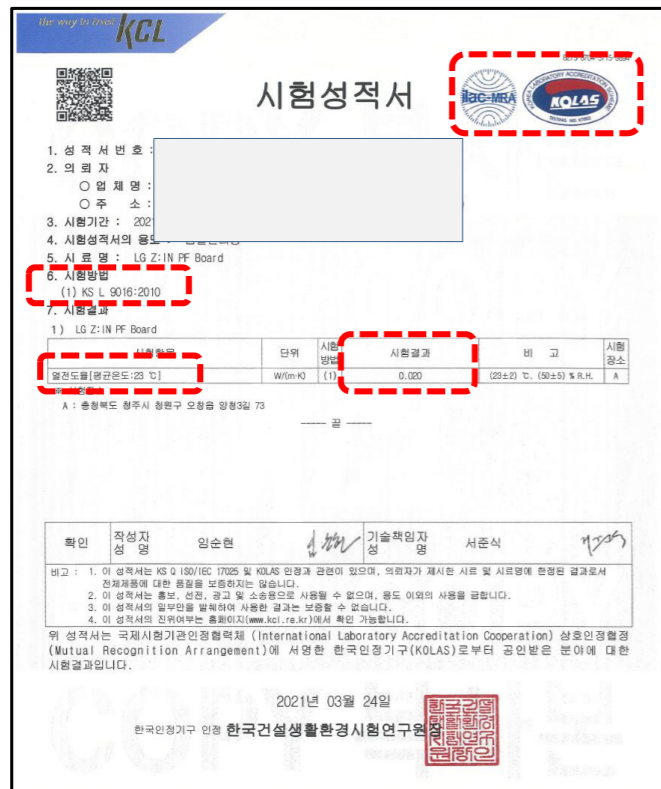 the way to trust KCL
시험성적서
ilac-MRA
KOREA LABORATORY ACCREDITATION SCHEME
KOLAS
1. 성 적 서 번 호 :
2. 의 뢰 자
○ 업 체 명 :
○ 주 소 :
3. 시험기간 : 202
4. 시험성적서의 용도 :
5. 시 료 명 : LG Z:IN PF Board
6. 시험방법
(1) KS L 9016:2010
7. 시험결과
1) LG Z:IN PF Board
시험항목 단위 시험방법 시험결과 비 고 시험장소
열전도율[평균온도:23 ℃] W/(m·K) (1) 0.020 (23±2) ℃, (50±5) % R.H. A
※ 시험장소
A : 충청북도 청주시 청원구 오창읍 양청3길 73
----- 끝 -----
확인 작성자 성 명 임순현 기술책임자 성 명 서준식
비고 : 1. 이 성적서는 KS Q ISO/IEC 17025 및 KOLAS 인정과 관련이 있으며, 의뢰자가 제시한 시료 및 시료명에 한정된 결과로서
전체제품에 대한 품질을 보증하지는 않습니다.
2. 이 성적서는 홍보, 선전, 광고 및 소송용으로 사용될 수 없으며, 용도 이외의 사용을 금합니다.
3. 이 성적서의 일부만을 발췌하여 사용한 결과는 보증할 수 없습니다.
4. 이 성적서의 진위여부는 홈페이지(www.kcl.re.kr)에서 확인 가능합니다.
위 성적서는 국제시험기관인정협력체 (International Laboratory Accreditation Cooperation) 상호인정협정
(Mutual Recognition Arrangement)에 서명한 한국인정기구(KOLAS)로부터 공인받은 분야에 대한
시험결과입니다.
2021년 03월 24일
한국인정기구 인정 한국건설생활환경시험연구원장